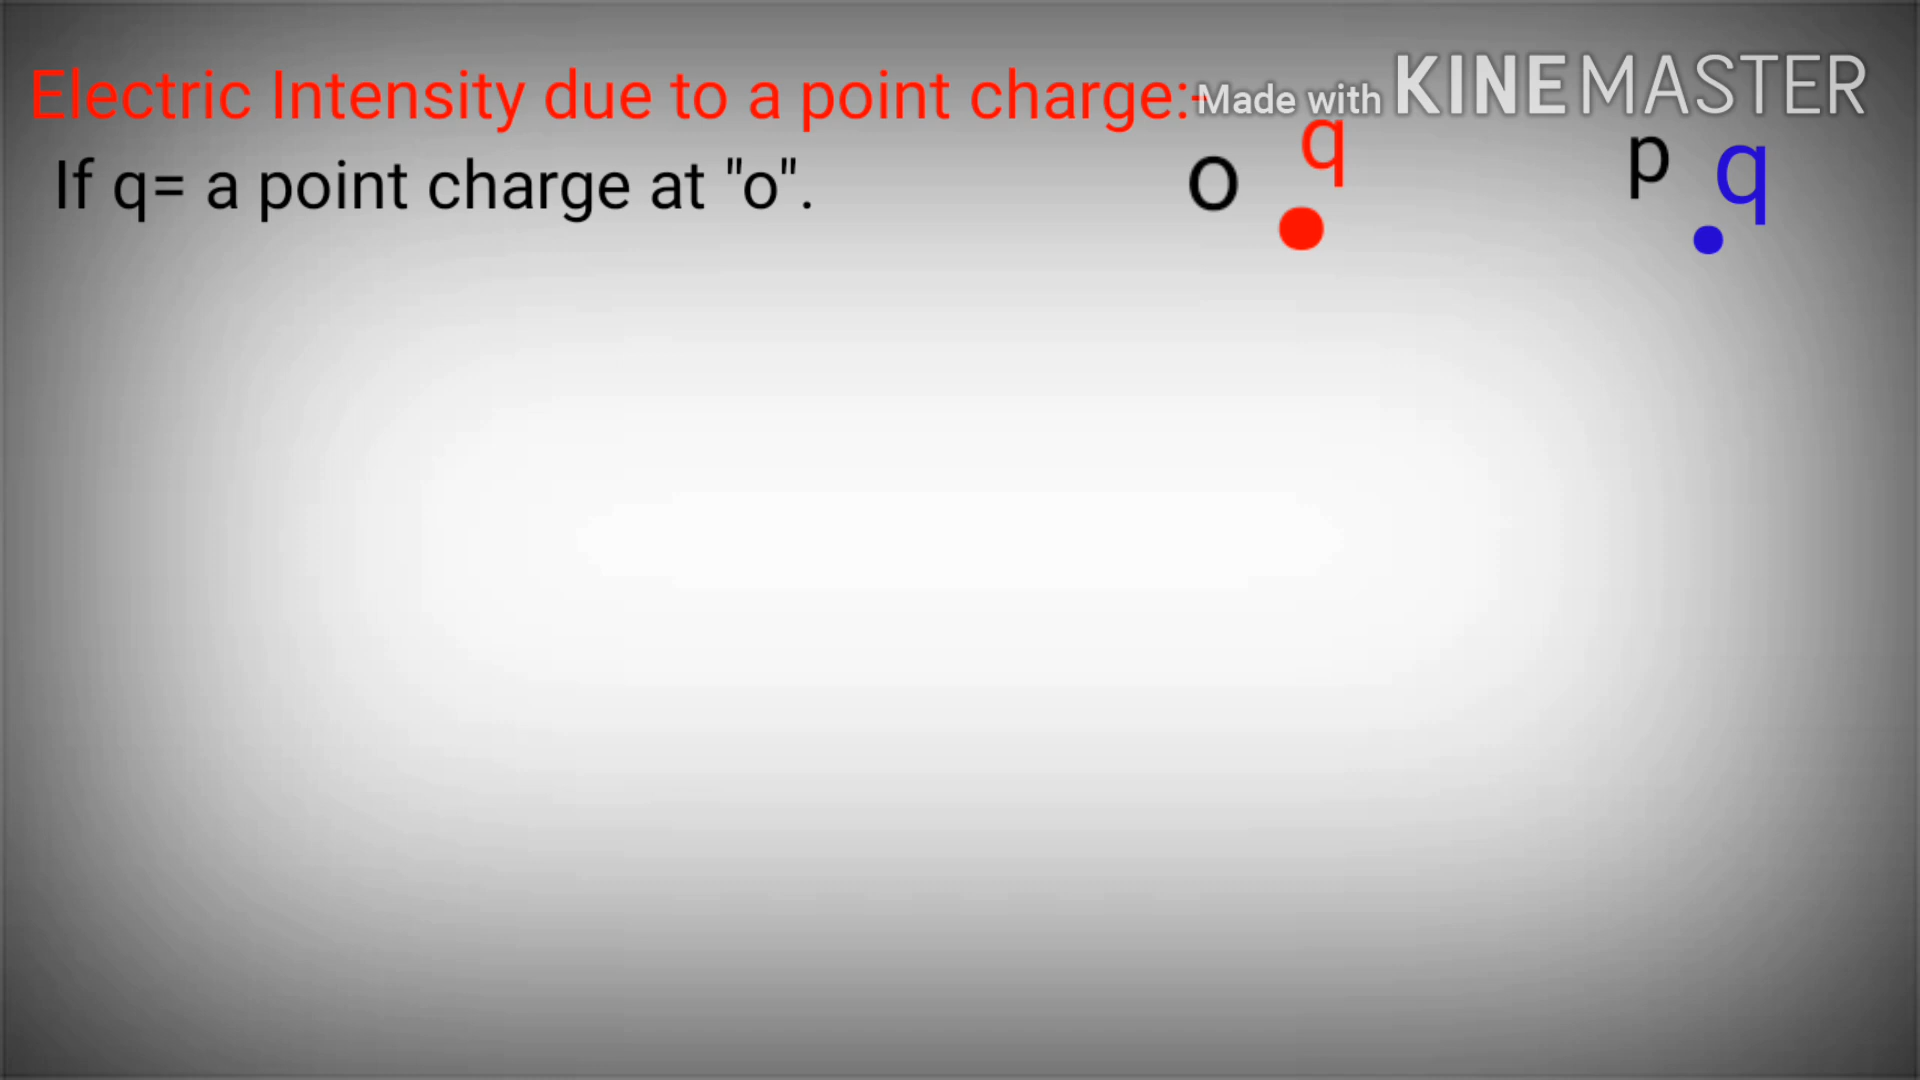 Electric Intensity due to a point charge:-
Made with KINEMASTER
If q= a point charge at "o".
o q
p q